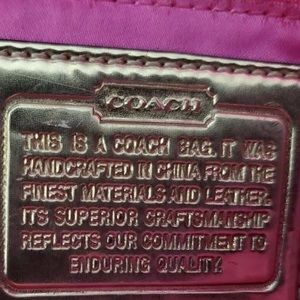 COACH
THIS IS A COACH BAG. IT WAS
HANDCRAFTED IN CHINA FROM THE
FINEST MATERIALS AND LEATHER.
ITS SUPERIOR CRAFTSMANSHIP
REFLECTS OUR COMMITMENT TO
ENDURING QUALITY.